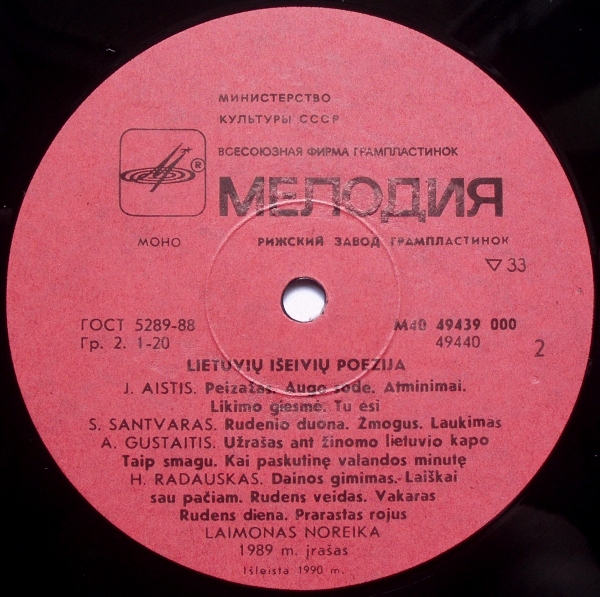 МИНИСТЕРСТВО
КУЛЬТУРЫ СССР
ВСЕСОЮЗНАЯ ФИРМА ГРАМПЛАСТИНОК
®
МЕЛОДИЯ
МОНО
РИЖСКИЙ ЗАВОД ГРАМПЛАСТИНОК
▽ 33
ГОСТ 5289-88
М40 49439 000
Гр. 2. 1-20
49440
2
LIETUVIŲ IŠEIVIŲ POEZIJA
J. AISTIS. Peizažas. Augo sode. Atminimai.
Likimo giesmė. Tu esi
S. SANTVARAS. Rudenio duona. Žmogus. Laukimas
A. GUSTAITIS. Užrašas ant žinomo lietuvio kapo
Taip smagu. Kai paskutinę valandos minutę
H. RADAUSKAS. Dainos gimimas. Laiškai
sau pačiam. Rudens veidas. Vakaras
Rudens diena. Prarastas rojus
LAIMONAS NOREIKA
1989 m. įrašas
Išleista 1990 m.